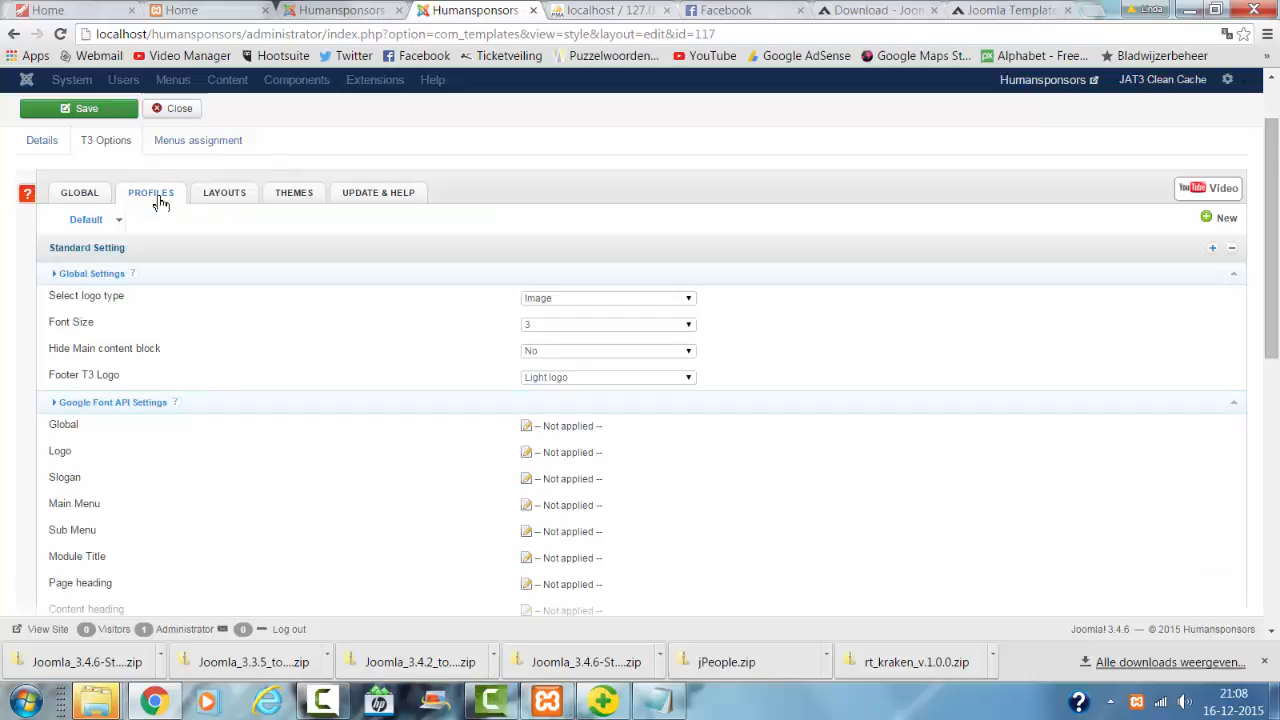 Home × Home × Humansponsors × Humansponsors × localhost / 127.0 × Facebook × Download - Joom × Joomla Template × Linda
localhost/humansponsors/administrator/index.php?option=com_templates&view=style&layout=edit&id=117
Apps Webmail Video Manager Hootsuite Twitter Facebook Ticketveiling Puzzelwoorden... YouTube Google AdSense Google Maps St... Alphabet - Free... Bladwijzerbeheer
System Users Menus Content Components Extensions Help Humansponsors JAT3 Clean Cache
Save Close
Details T3 Options Menus assignment
? GLOBAL PROFILES LAYOUTS THEMES UPDATE & HELP YouTube Video
Default New
Standard Setting
Global Settings ?
Select logo type Image
Font Size 3
Hide Main content block No
Footer T3 Logo Light logo
Google Font API Settings ?
Global -- Not applied --
Logo -- Not applied --
Slogan -- Not applied --
Main Menu -- Not applied --
Sub Menu -- Not applied --
Module Title -- Not applied --
Page heading -- Not applied --
Content heading -- Not applied --
View Site 0 Visitors 1 Administrator 0 Log out Joomla! 3.4.6 — © 2015 Humansponsors
Joomla_3.4.6-St....zip Joomla_3.3.5_to....zip Joomla_3.4.2_to....zip Joomla_3.4.6-St....zip jPeople.zip rt_kraken_v.1.0.0.zip Alle downloads weergeven...
21:08
16-12-2015